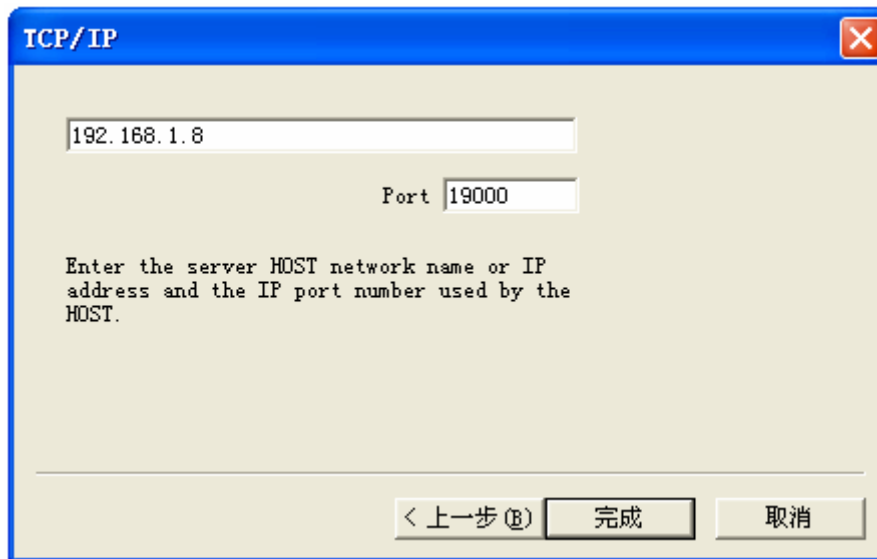 TCP/IP
192.168.1.8
Port 19000
Enter the server HOST network name or IP
address and the IP port number used by the
HOST.
< 上一步(B) 完成 取消